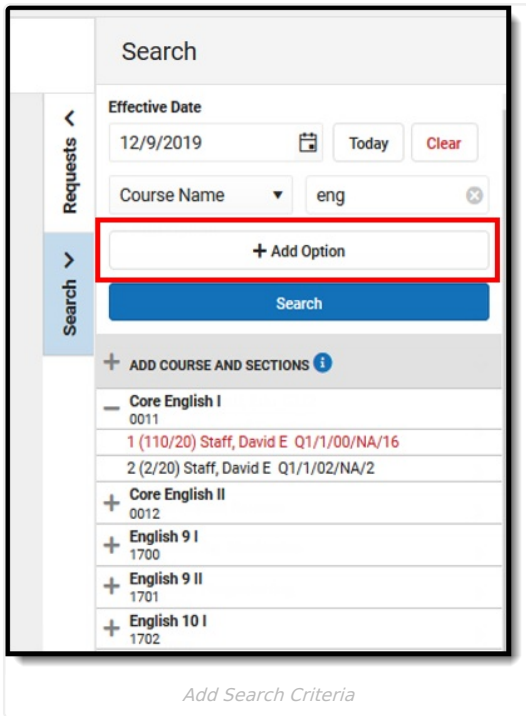 Search
Effective Date
12/9/2019 Today Clear
Course Name eng
+ Add Option
Search
Requests
Search
+ ADD COURSE AND SECTIONS i
Core English I
0011
1 (110/20) Staff, David E Q1/1/00/NA/16
2 (2/20) Staff, David E Q1/1/02/NA/2
+ Core English II
0012
+ English 9 I
1700
+ English 9 II
1701
+ English 10 I
1702
Add Search Criteria